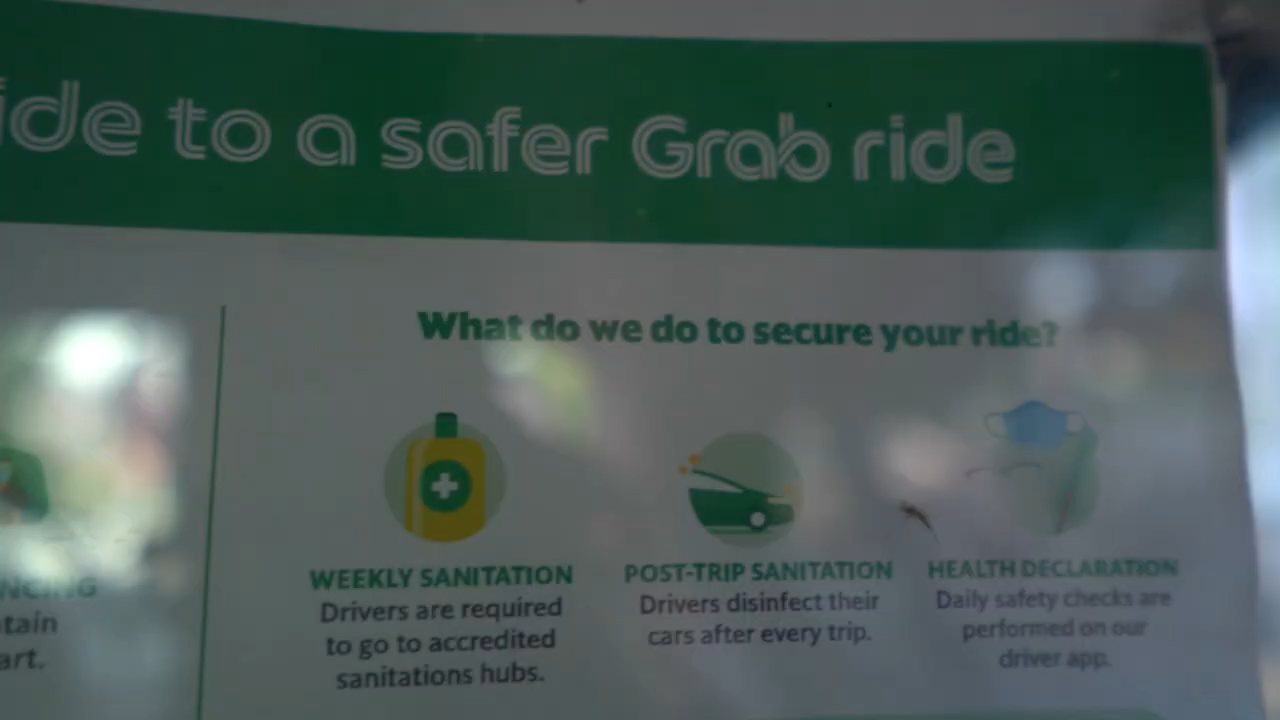 ide to a safer Grab ride
What do we do to secure your ride?
NCING
tain
art.
WEEKLY SANITATION
Drivers are required
to go to accredited
sanitations hubs.
POST-TRIP SANITATION
Drivers disinfect their
cars after every trip.
HEALTH DECLARATION
Daily safety checks are
performed on our
driver app.